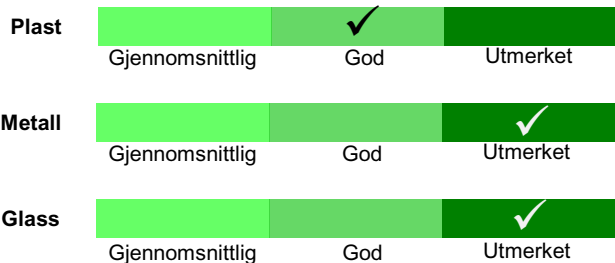 Plast
Gjennomsnittlig God Utmerket
Metall
Gjennomsnittlig God Utmerket
Glass
Gjennomsnittlig God Utmerket